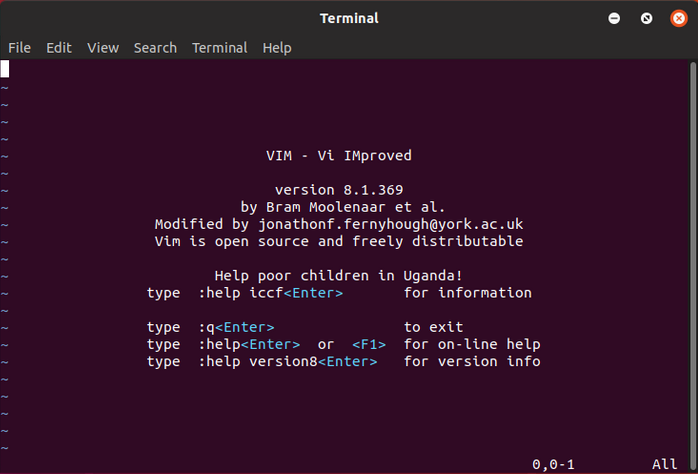 Terminal
File Edit View Search Terminal Help
~
~
~
~
~
VIM - Vi IMproved
~
~
version 8.1.369
~
by Bram Moolenaar et al.
~
Modified by jonathonf.fernyhough@york.ac.uk
~
Vim is open source and freely distributable
~
~
Help poor children in Uganda!
~
type :help iccf<Enter> for information
~
~
type :q<Enter> to exit
~
type :help<Enter> or <F1> for on-line help
~
type :help version8<Enter> for version info
~
~
~
~
~
0,0-1 All